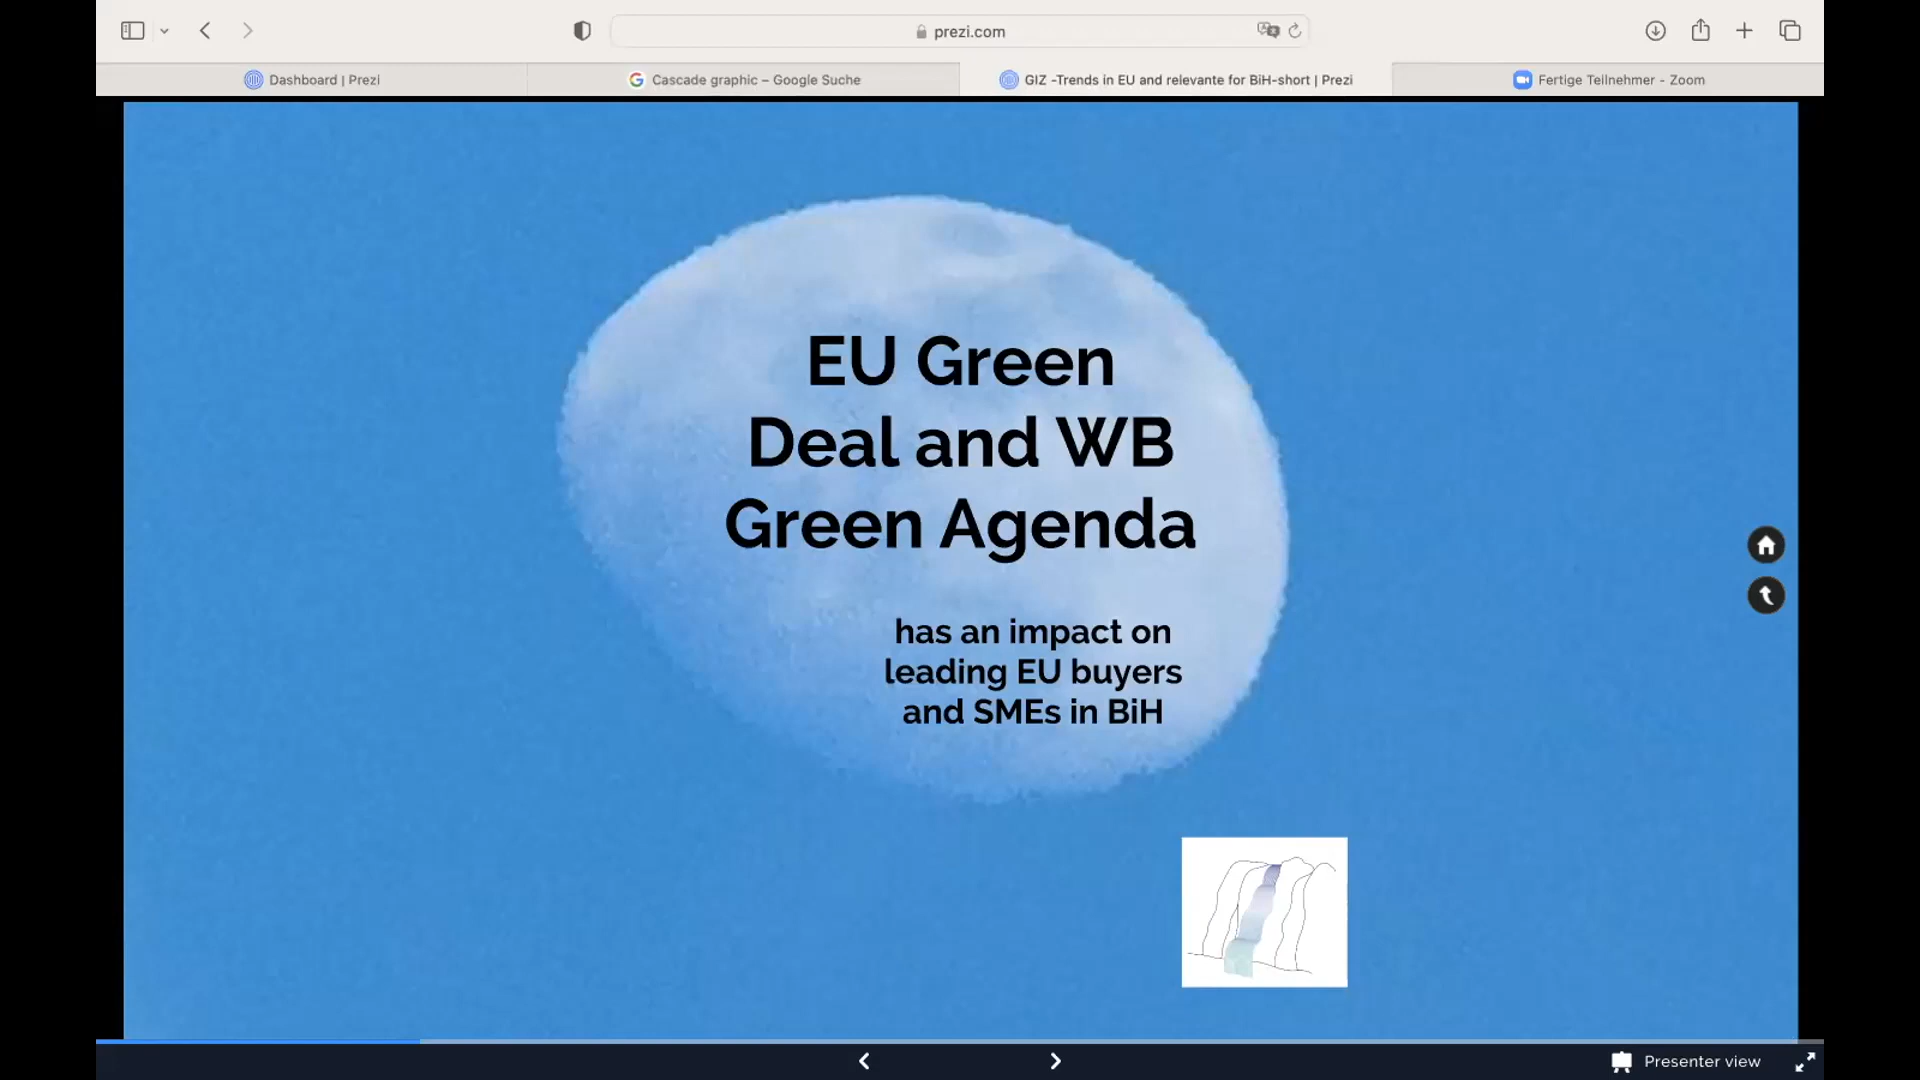 prezi.com
Dashboard | Prezi
Cascade graphic – Google Suche
GIZ -Trends in EU and relevante for BiH-short | Prezi
Fertige Teilnehmer - Zoom
EU Green
Deal and WB
Green Agenda
has an impact on
leading EU buyers
and SMEs in BiH
Presenter view